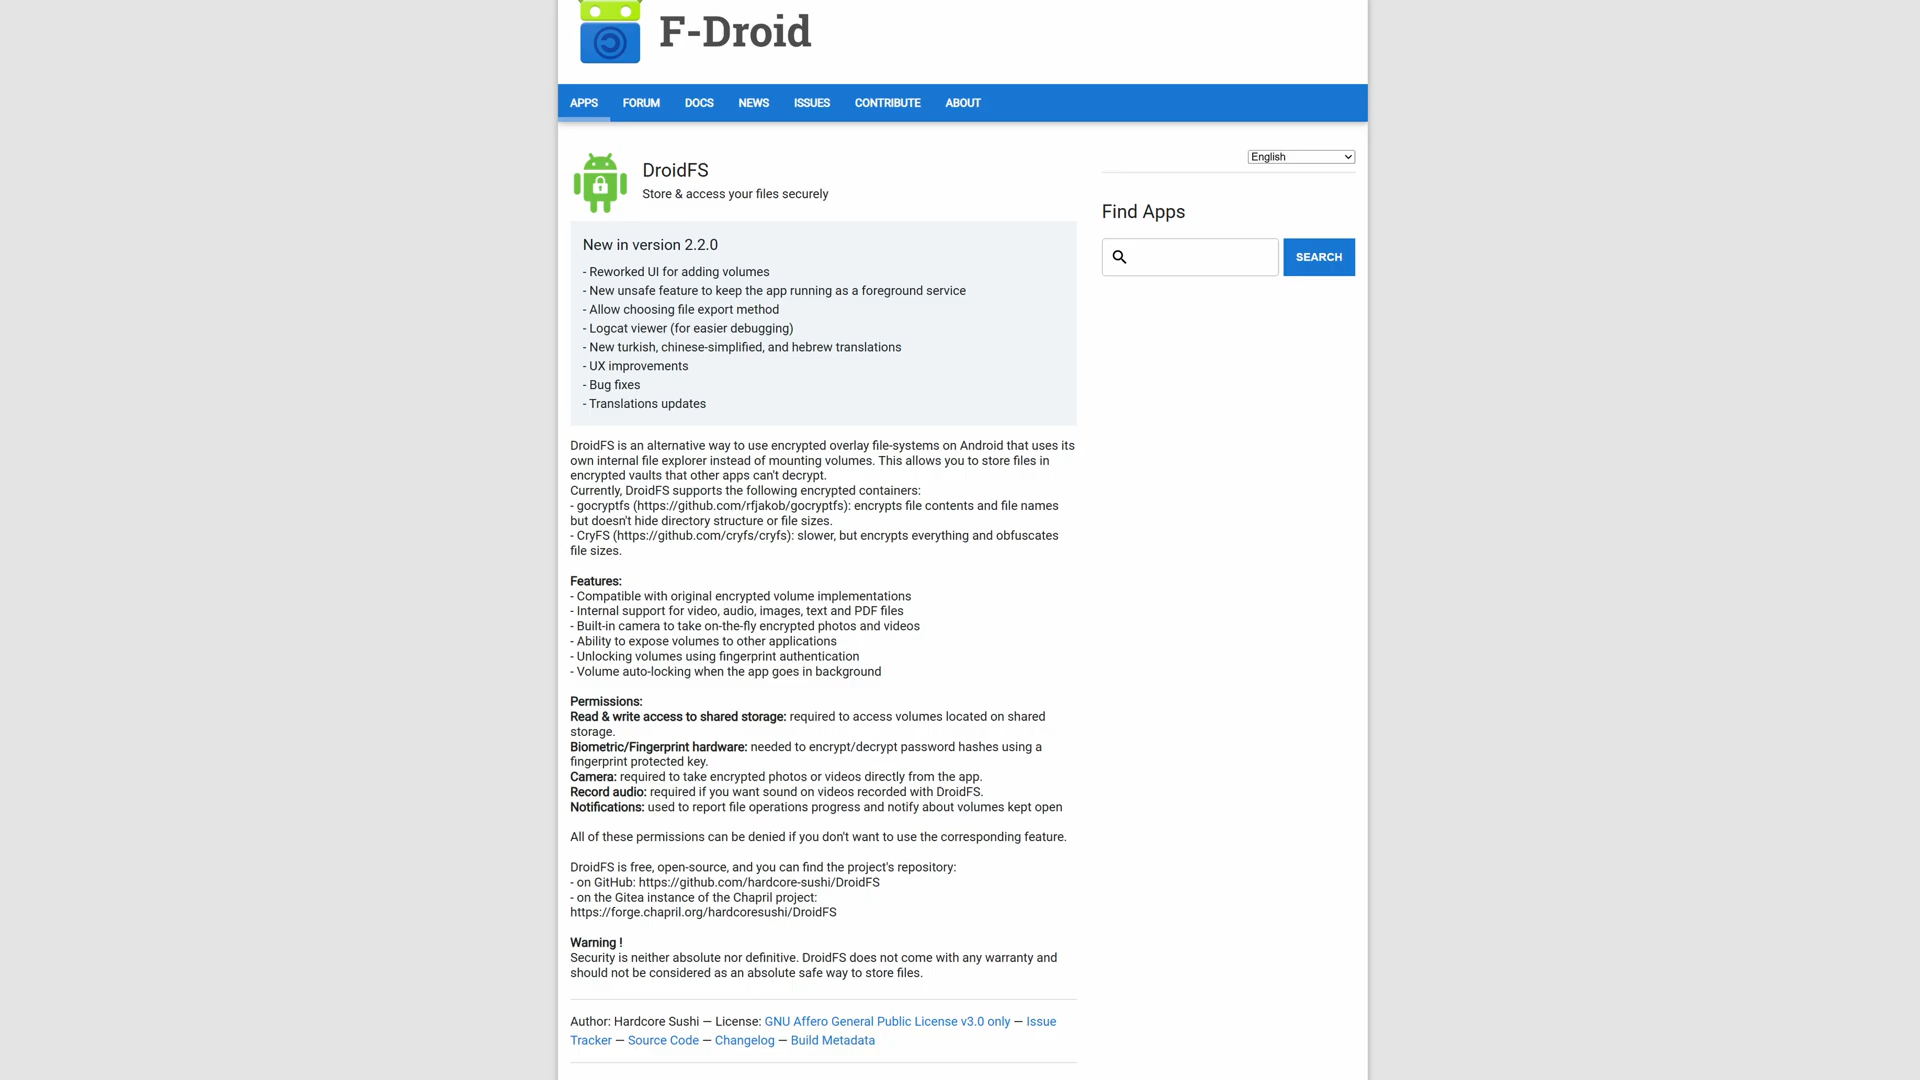 F-Droid
APPS FORUM DOCS NEWS ISSUES CONTRIBUTE ABOUT
English
DroidFS
Store & access your files securely
Find Apps
SEARCH
New in version 2.2.0
- Reworked UI for adding volumes
- New unsafe feature to keep the app running as a foreground service
- Allow choosing file export method
- Logcat viewer (for easier debugging)
- New turkish, chinese-simplified, and hebrew translations
- UX improvements
- Bug fixes
- Translations updates
DroidFS is an alternative way to use encrypted overlay file-systems on Android that uses its
own internal file explorer instead of mounting volumes. This allows you to store files in
encrypted vaults that other apps can't decrypt.
Currently, DroidFS supports the following encrypted containers:
- gocryptfs (https://github.com/rfjakob/gocryptfs): encrypts file contents and file names
but doesn't hide directory structure or file sizes.
- CryFS (https://github.com/cryfs/cryfs): slower, but encrypts everything and obfuscates
file sizes.
Features:
- Compatible with original encrypted volume implementations
- Internal support for video, audio, images, text and PDF files
- Built-in camera to take on-the-fly encrypted photos and videos
- Ability to expose volumes to other applications
- Unlocking volumes using fingerprint authentication
- Volume auto-locking when the app goes in background
Permissions:
Read & write access to shared storage: required to access volumes located on shared
storage.
Biometric/Fingerprint hardware: needed to encrypt/decrypt password hashes using a
fingerprint protected key.
Camera: required to take encrypted photos or videos directly from the app.
Record audio: required if you want sound on videos recorded with DroidFS.
Notifications: used to report file operations progress and notify about volumes kept open
All of these permissions can be denied if you don't want to use the corresponding feature.
DroidFS is free, open-source, and you can find the project's repository:
- on GitHub: https://github.com/hardcore-sushi/DroidFS
- on the Gitea instance of the Chapril project:
https://forge.chapril.org/hardcoresushi/DroidFS
Warning !
Security is neither absolute nor definitive. DroidFS does not come with any warranty and
should not be considered as an absolute safe way to store files.
Author: Hardcore Sushi — License: GNU Affero General Public License v3.0 only — Issue
Tracker — Source Code — Changelog — Build Metadata